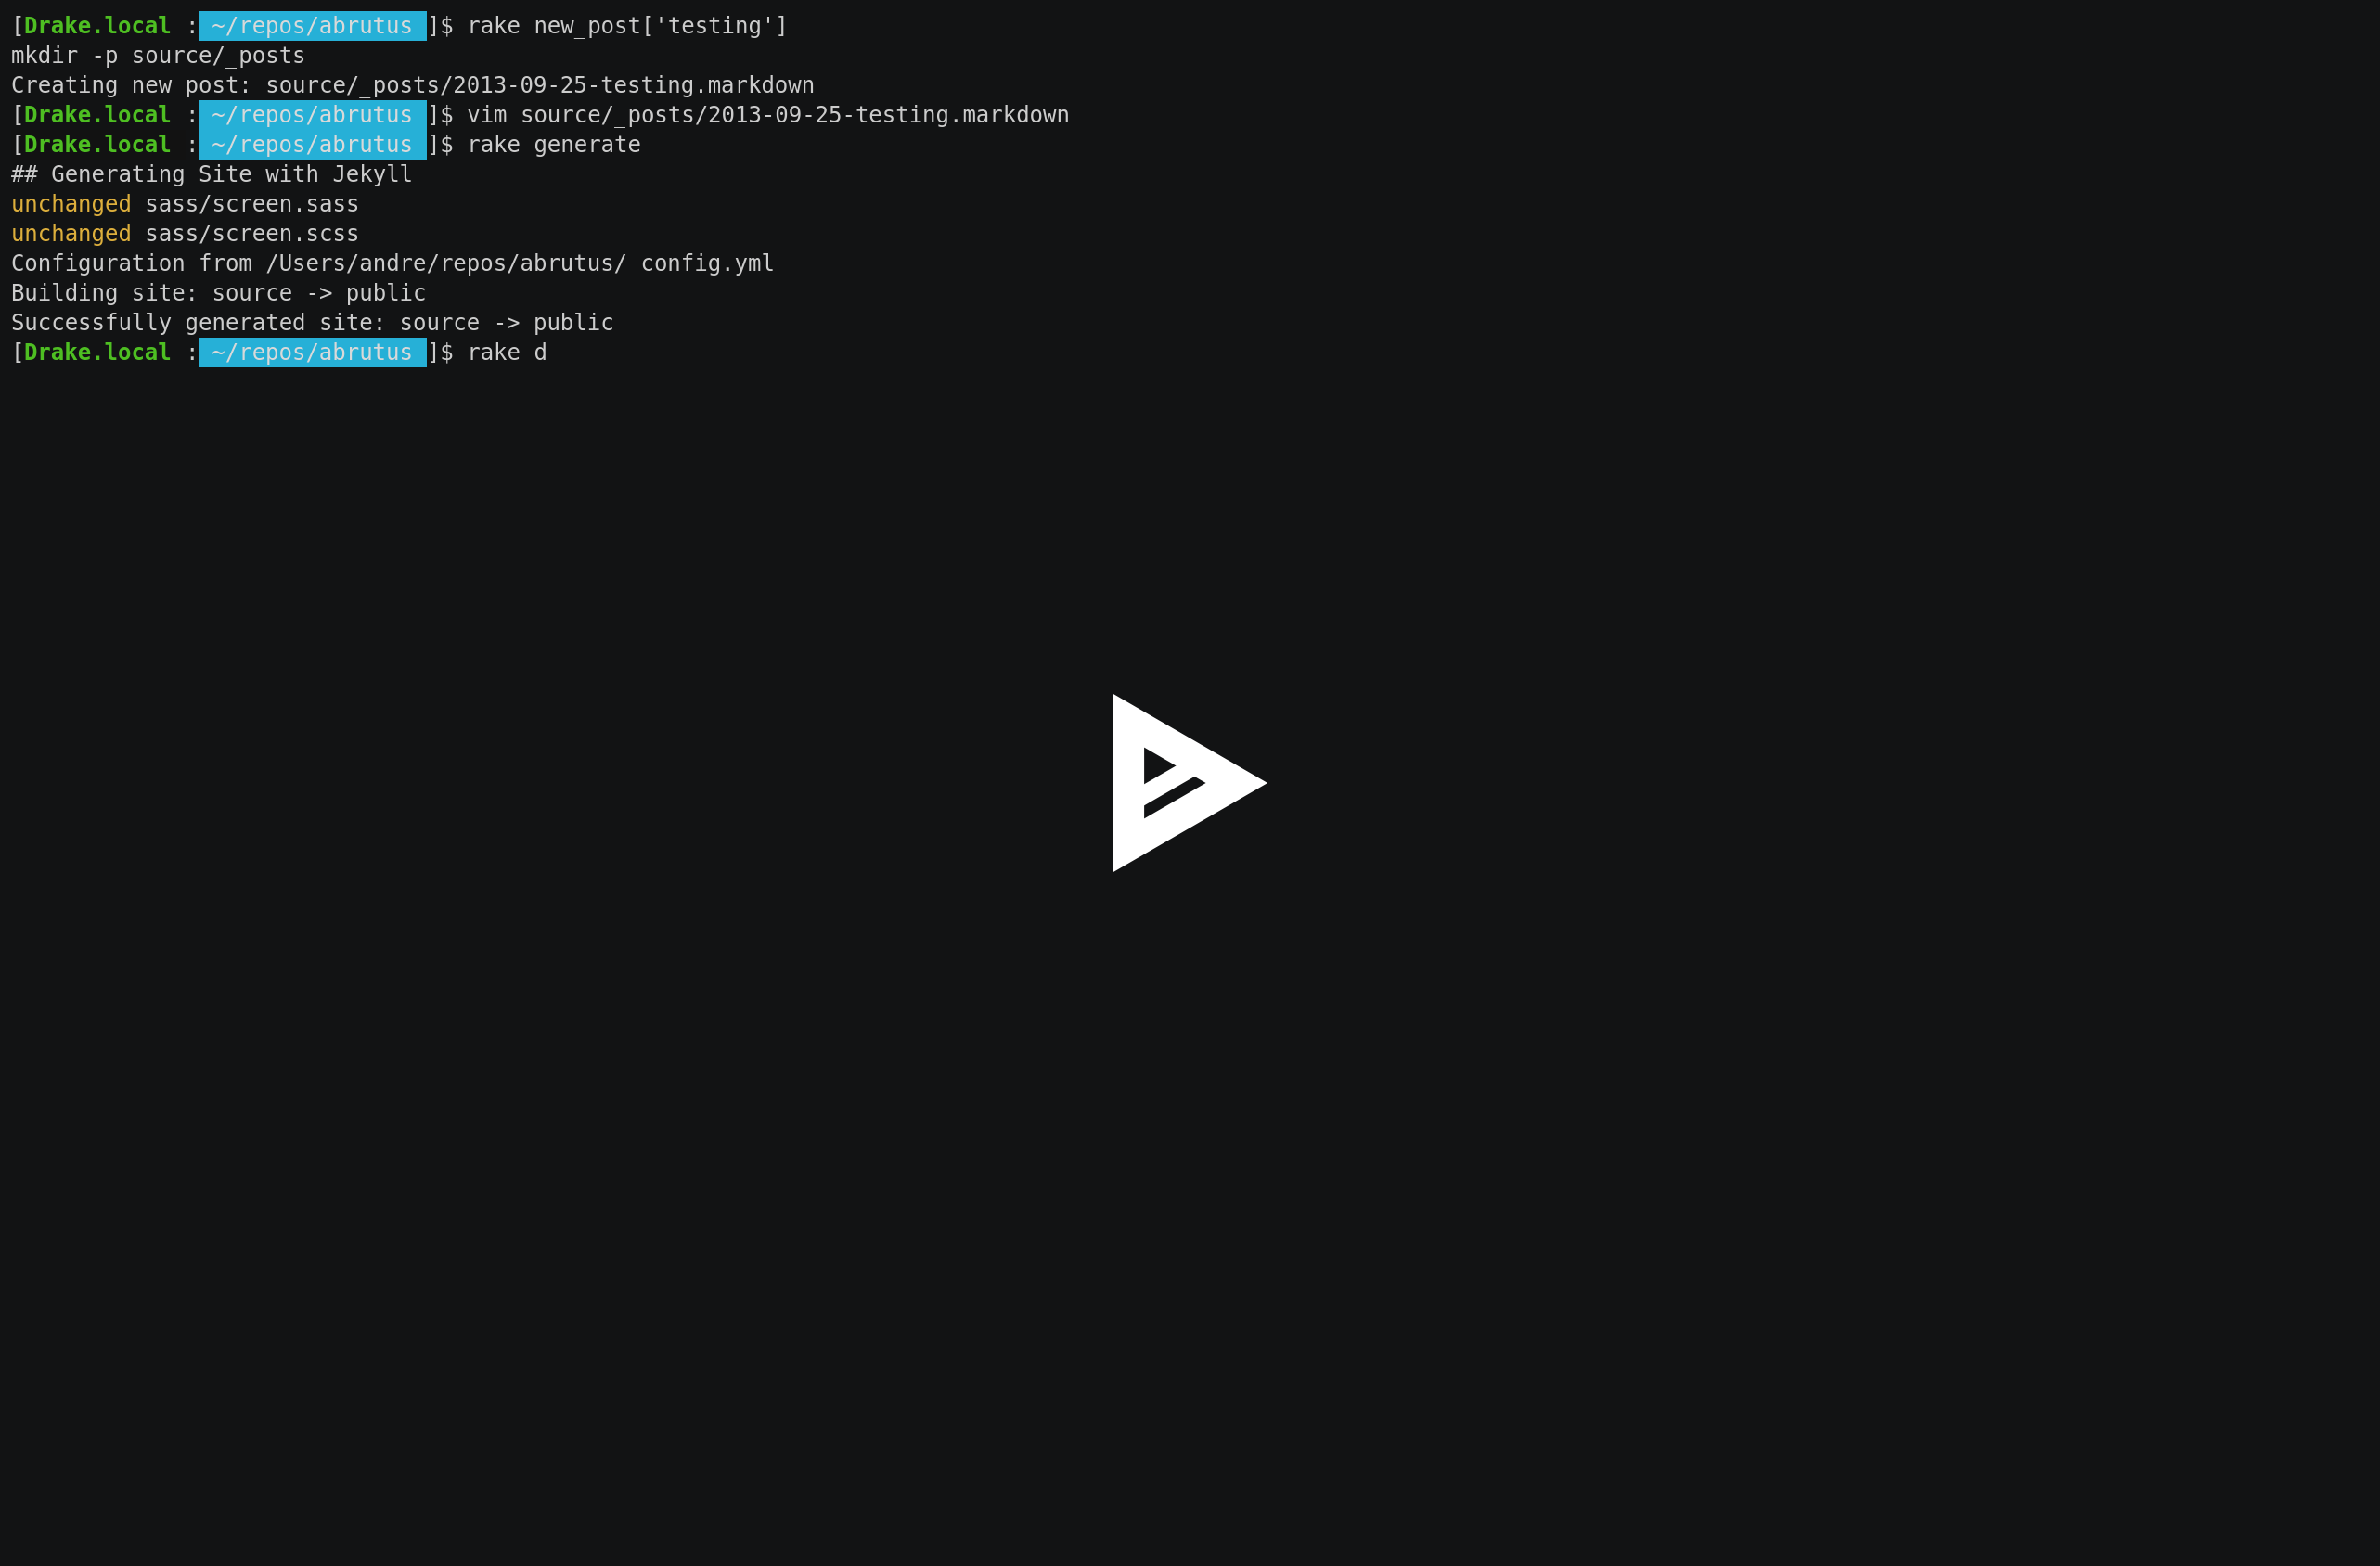 [Drake.local : ~/repos/abrutus ]$ rake new_post['testing']
mkdir -p source/_posts
Creating new post: source/_posts/2013-09-25-testing.markdown
[Drake.local : ~/repos/abrutus ]$ vim source/_posts/2013-09-25-testing.markdown
[Drake.local : ~/repos/abrutus ]$ rake generate
## Generating Site with Jekyll
unchanged sass/screen.sass
unchanged sass/screen.scss
Configuration from /Users/andre/repos/abrutus/_config.yml
Building site: source -> public
Successfully generated site: source -> public
[Drake.local : ~/repos/abrutus ]$ rake d